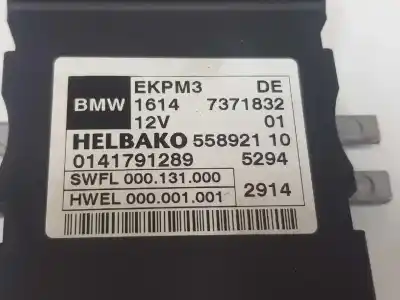 EKPM3 DE
BMW 1614 7371832
12V 01
HELBAKO 558921 10
0141791289 5294
SWFL 000.131.000
HWEL 000.001.001 2914